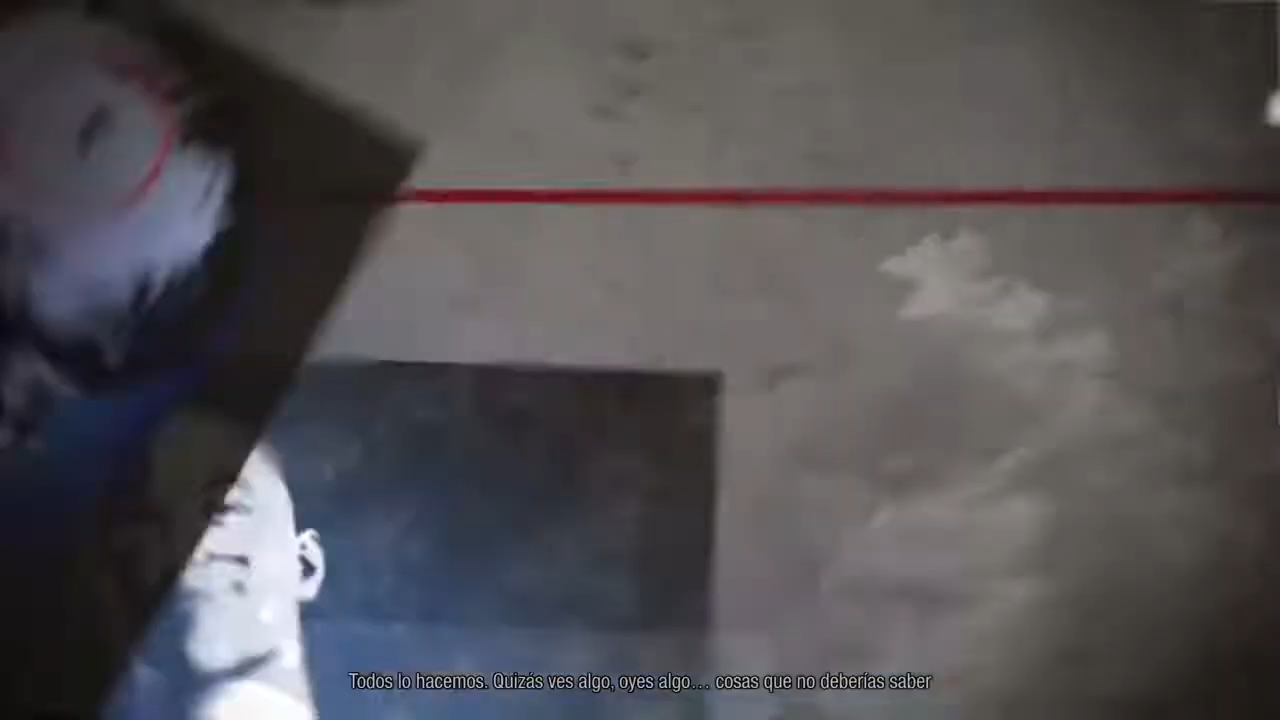 Todos lo hacemos. Quizás ves algo, oyes algo… cosas que no deberías saber